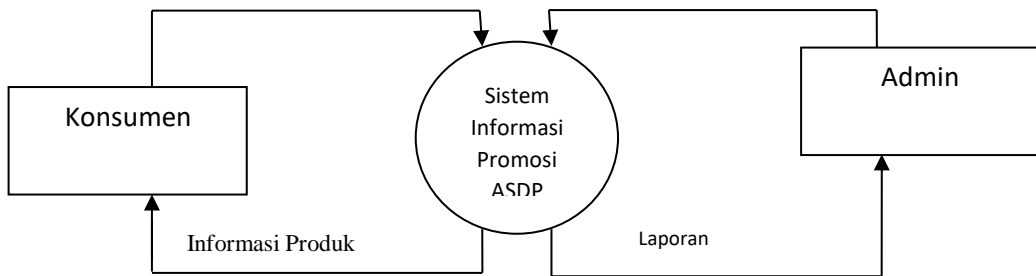 Konsumen
Sistem
Informasi
Promosi
ASDP
Admin
Informasi Produk
Laporan